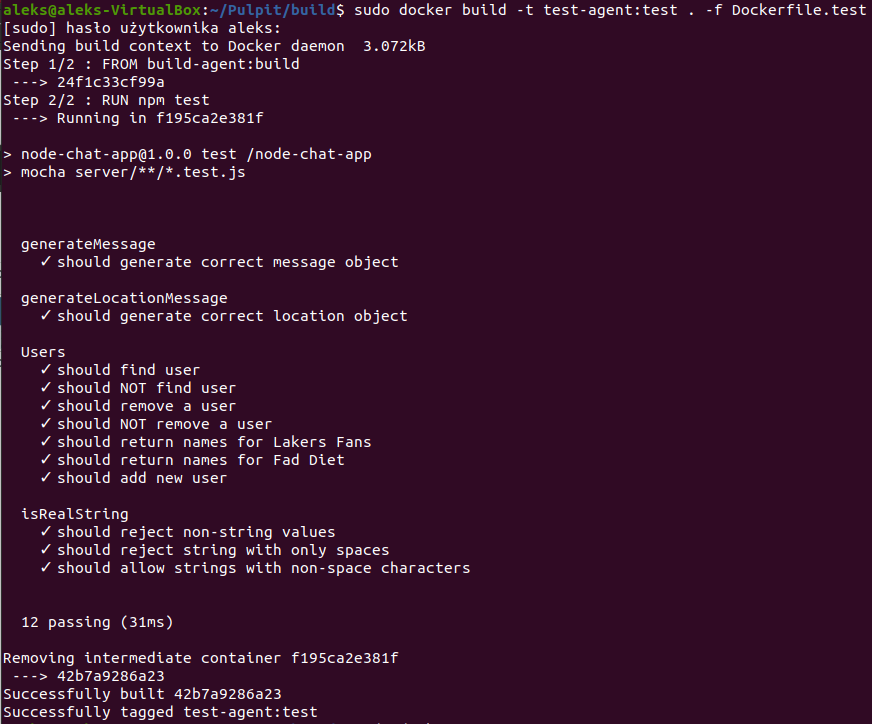 aleks@aleks-VirtualBox:~/Pulpit/build$ sudo docker build -t test-agent:test . -f Dockerfile.test
[sudo] hasło użytkownika aleks:
Sending build context to Docker daemon  3.072kB
Step 1/2 : FROM build-agent:build
 ---> 24f1c33cf99a
Step 2/2 : RUN npm test
 ---> Running in f195ca2e381f
> node-chat-app@1.0.0 test /node-chat-app
> mocha server/**/*.test.js
  generateMessage
    ✓ should generate correct message object
  generateLocationMessage
    ✓ should generate correct location object
  Users
    ✓ should find user
    ✓ should NOT find user
    ✓ should remove a user
    ✓ should NOT remove a user
    ✓ should return names for Lakers Fans
    ✓ should return names for Fad Diet
    ✓ should add new user
  isRealString
    ✓ should reject non-string values
    ✓ should reject string with only spaces
    ✓ should allow strings with non-space characters
  12 passing (31ms)
Removing intermediate container f195ca2e381f
 ---> 42b7a9286a23
Successfully built 42b7a9286a23
Successfully tagged test-agent:test